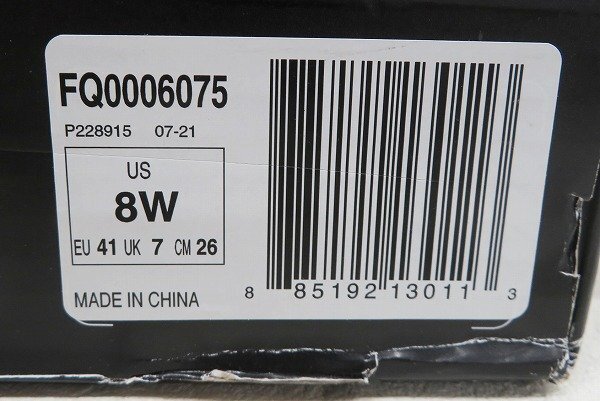 FQ0006075
P228915 07-21
US
8W
EU 41 UK 7 CM 26
MADE IN CHINA
8 85192 13011 3